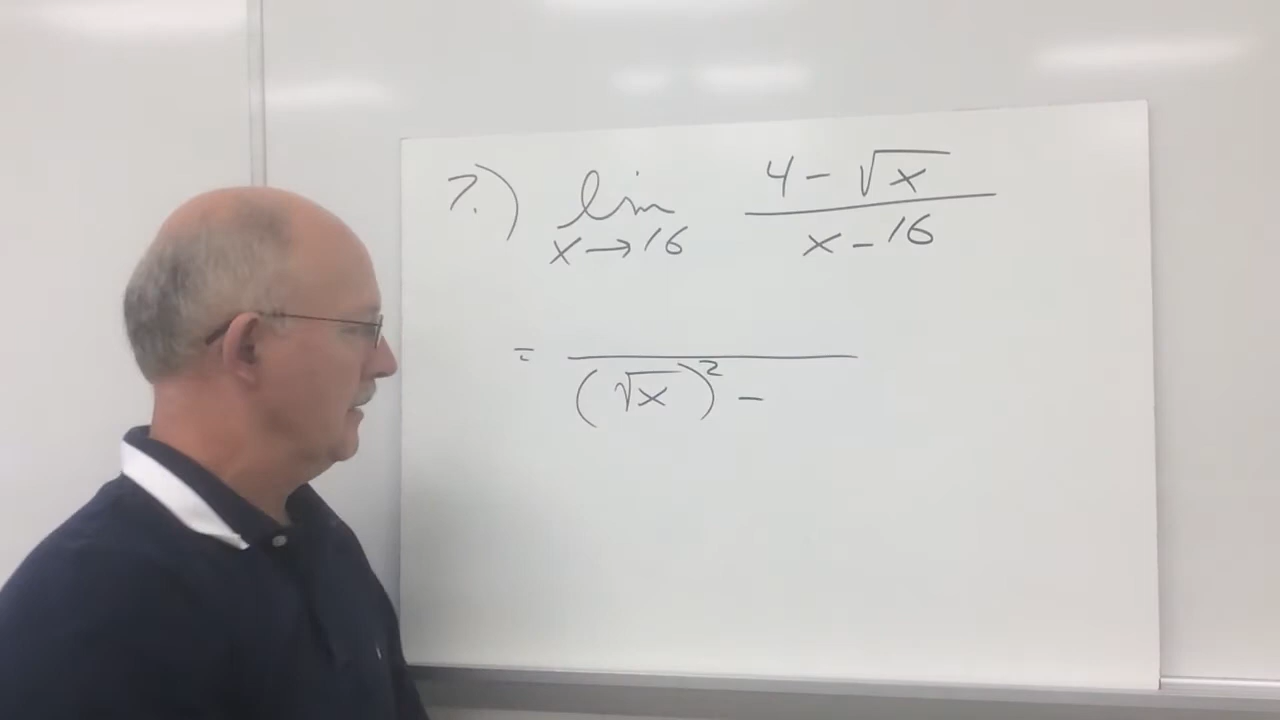 7.) lim 4 - √x
x→16 x - 16
=
(√x)² -